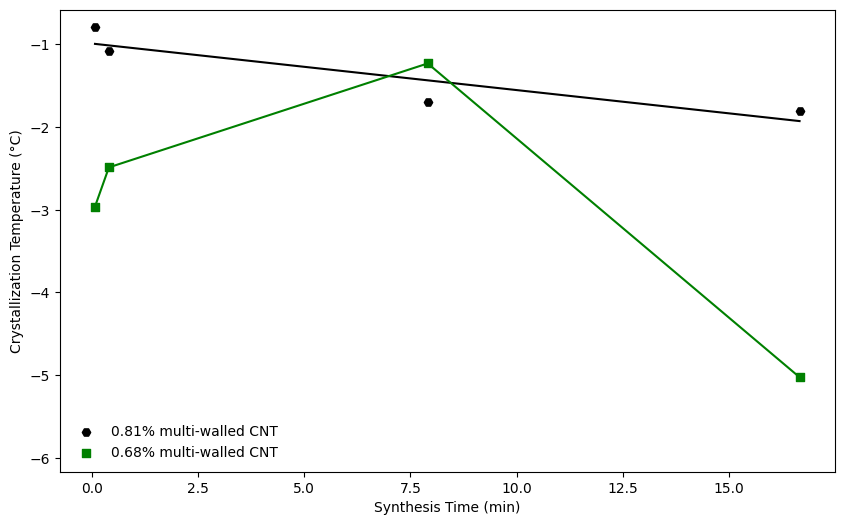 −1
−2
−3
−4
−5
−6
Crystallization Temperature (°C)
0.81% multi-walled CNT
0.68% multi-walled CNT
0.0 2.5 5.0 7.5 10.0 12.5 15.0
Synthesis Time (min)